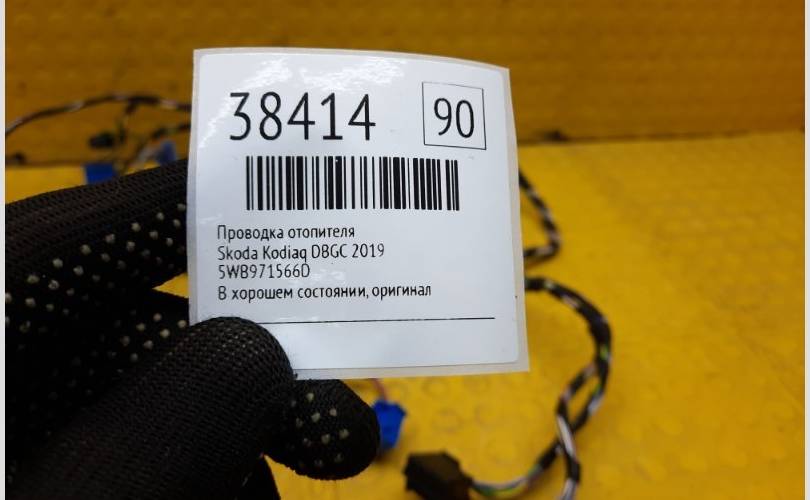 38414 90
Проводка отопителя
Skoda Kodiaq DBGC 2019
5WB971566D
В хорошем состоянии, оригинал